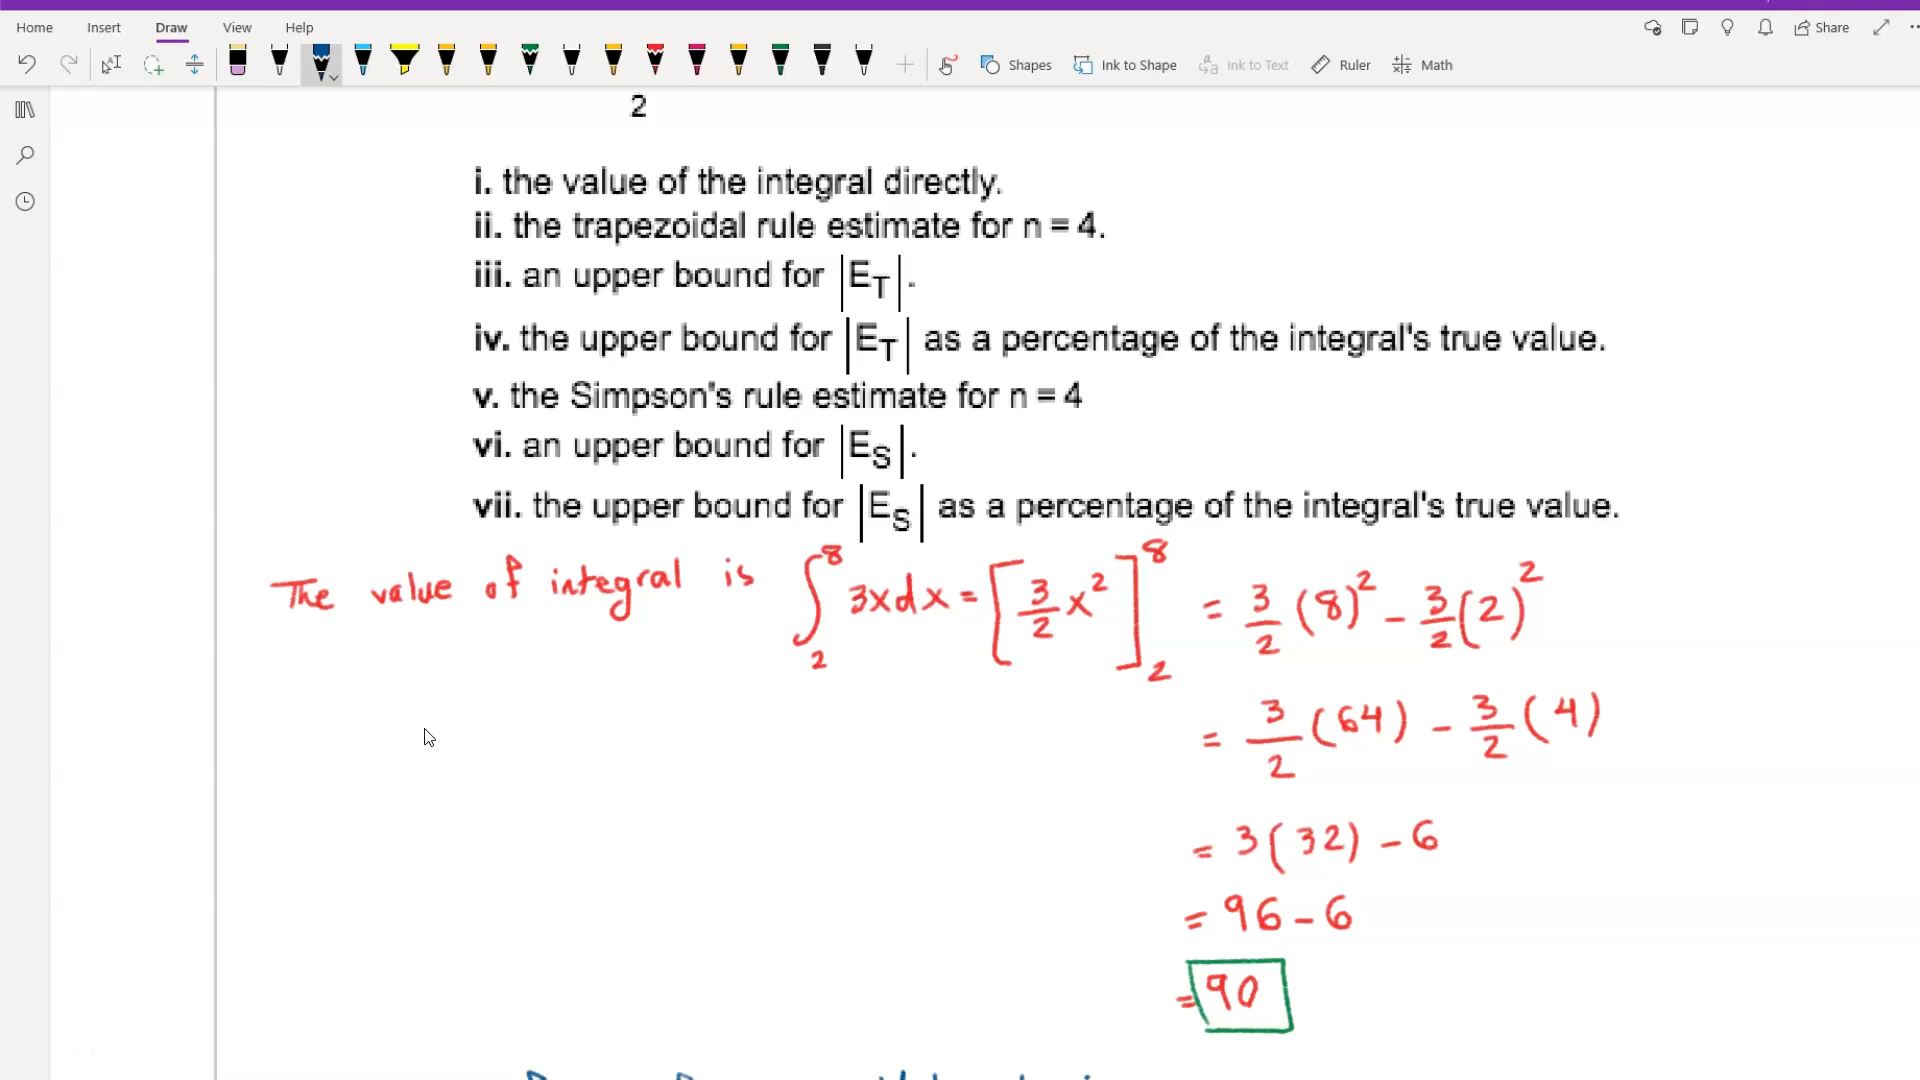 Home Insert Draw View Help Share
Shapes Ink to Shape Ink to Text Ruler Math
2
i. the value of the integral directly.
ii. the trapezoidal rule estimate for n = 4.
iii. an upper bound for |E_T|.
iv. the upper bound for |E_T| as a percentage of the integral's true value.
v. the Simpson's rule estimate for n = 4
vi. an upper bound for |E_S|.
vii. the upper bound for |E_S| as a percentage of the integral's true value.
The value of integral is ∫_2^8 3xdx = [3/2 x^2]_2^8 = 3/2 (8)^2 - 3/2 (2)^2
= 3/2 (64) - 3/2 (4)
= 3(32) - 6
= 96 - 6
= 90